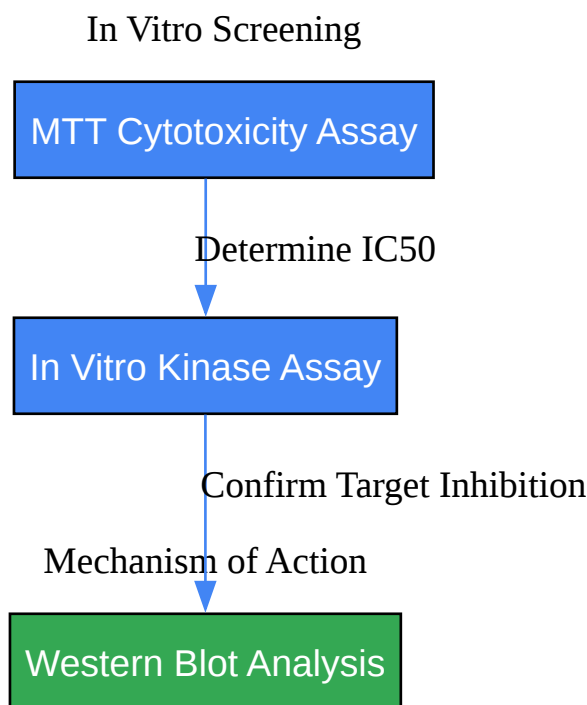 In Vitro Screening
MTT Cytotoxicity Assay
Determine IC50
In Vitro Kinase Assay
Confirm Target Inhibition
Mechanism of Action
Western Blot Analysis